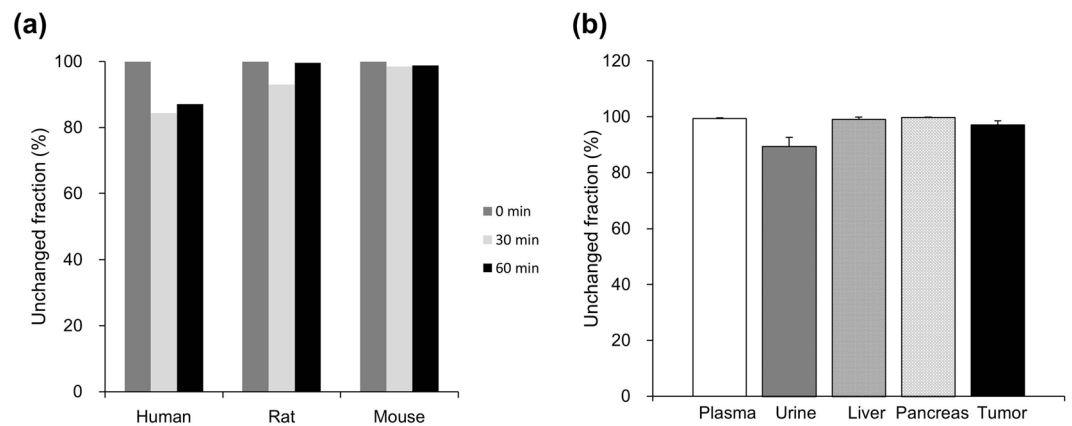 (a)
Unchanged fraction (%)
100
80
60
40
20
0
Human Rat Mouse
0 min
30 min
60 min
(b)
Unchanged fraction (%)
120
100
80
60
40
20
0
Plasma Urine Liver Pancreas Tumor